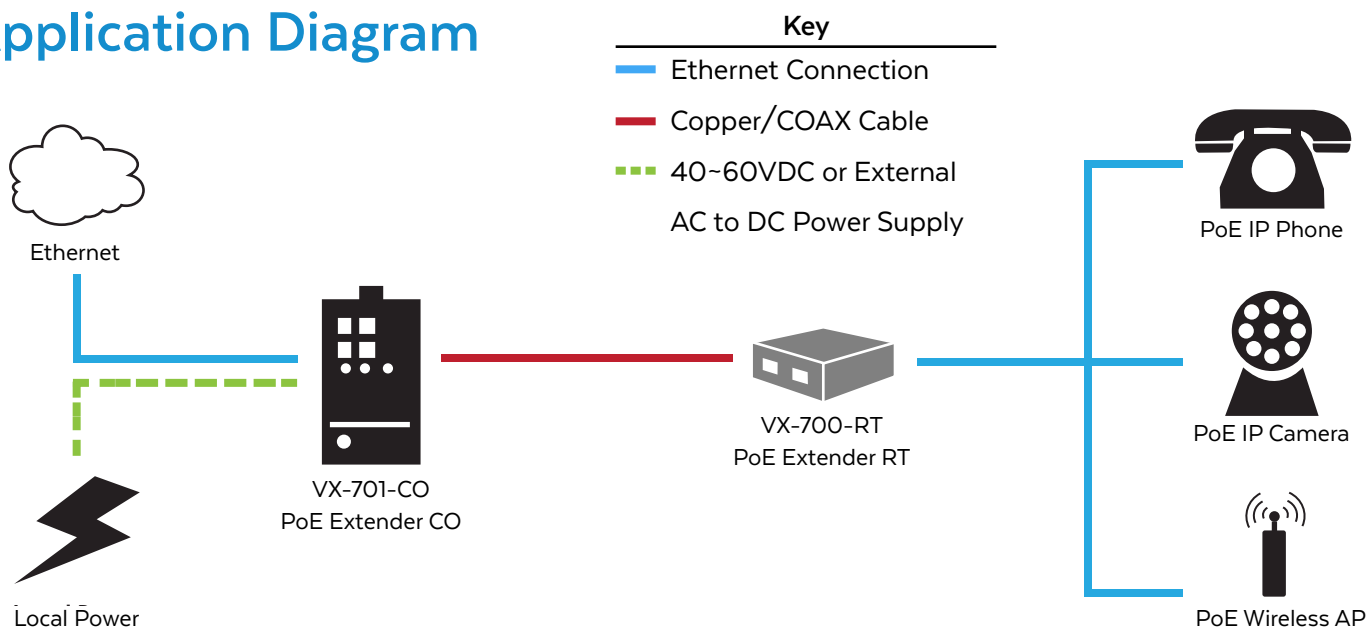 pplication Diagram
Key
Ethernet Connection
Copper/COAX Cable
40~60VDC or External
AC to DC Power Supply
Ethernet
VX-701-CO
PoE Extender CO
Local Power
VX-700-RT
PoE Extender RT
PoE IP Phone
PoE IP Camera
PoE Wireless AP